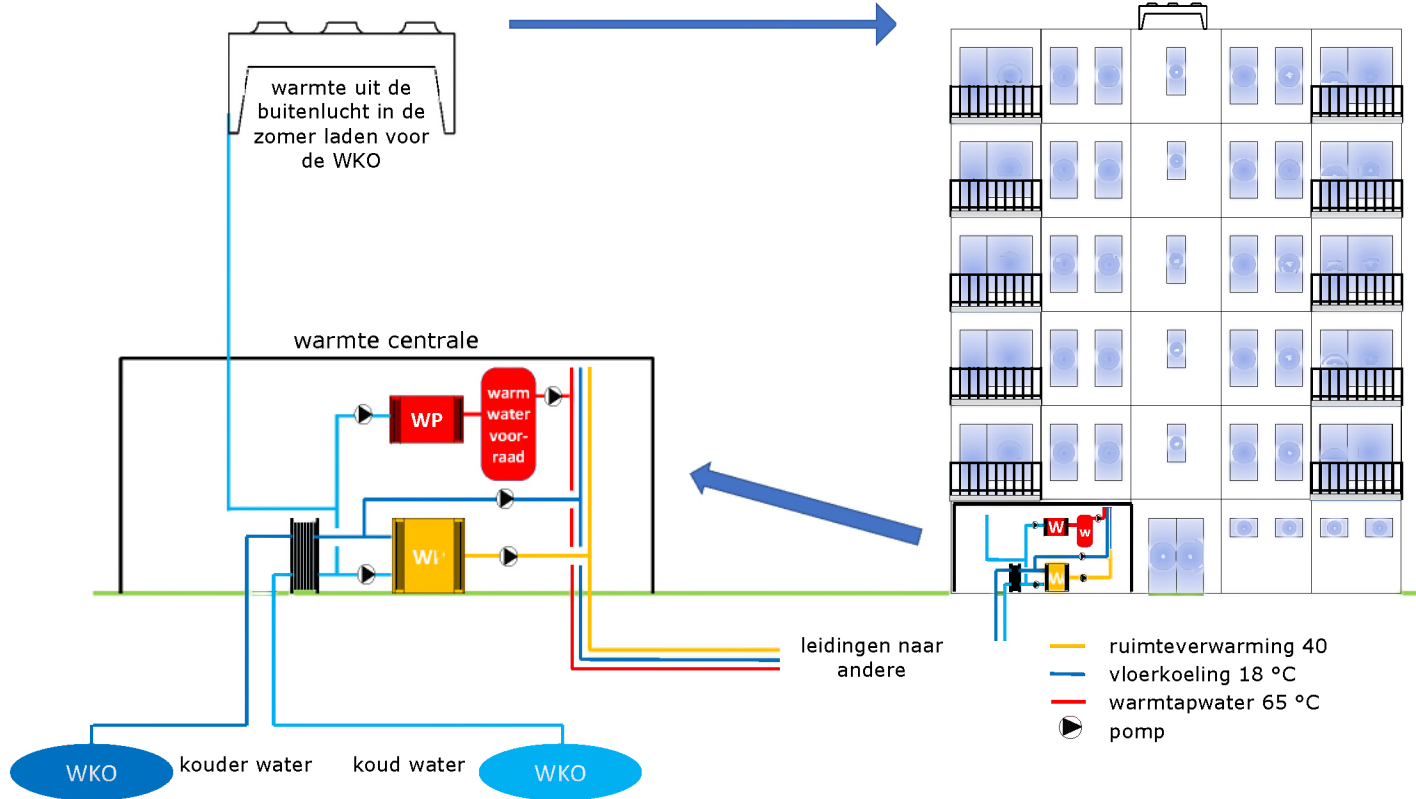 warmte uit de
buitenlucht in de
zomer laden voor
de WKO
warmte centrale
WP
warm
water
voor-
raad
W
W
W
leidingen naar
andere
ruimteverwarming 40
vloerkoeling 18 °C
warmtapwater 65 °C
pomp
WKO
kouder water
koud water
WKO